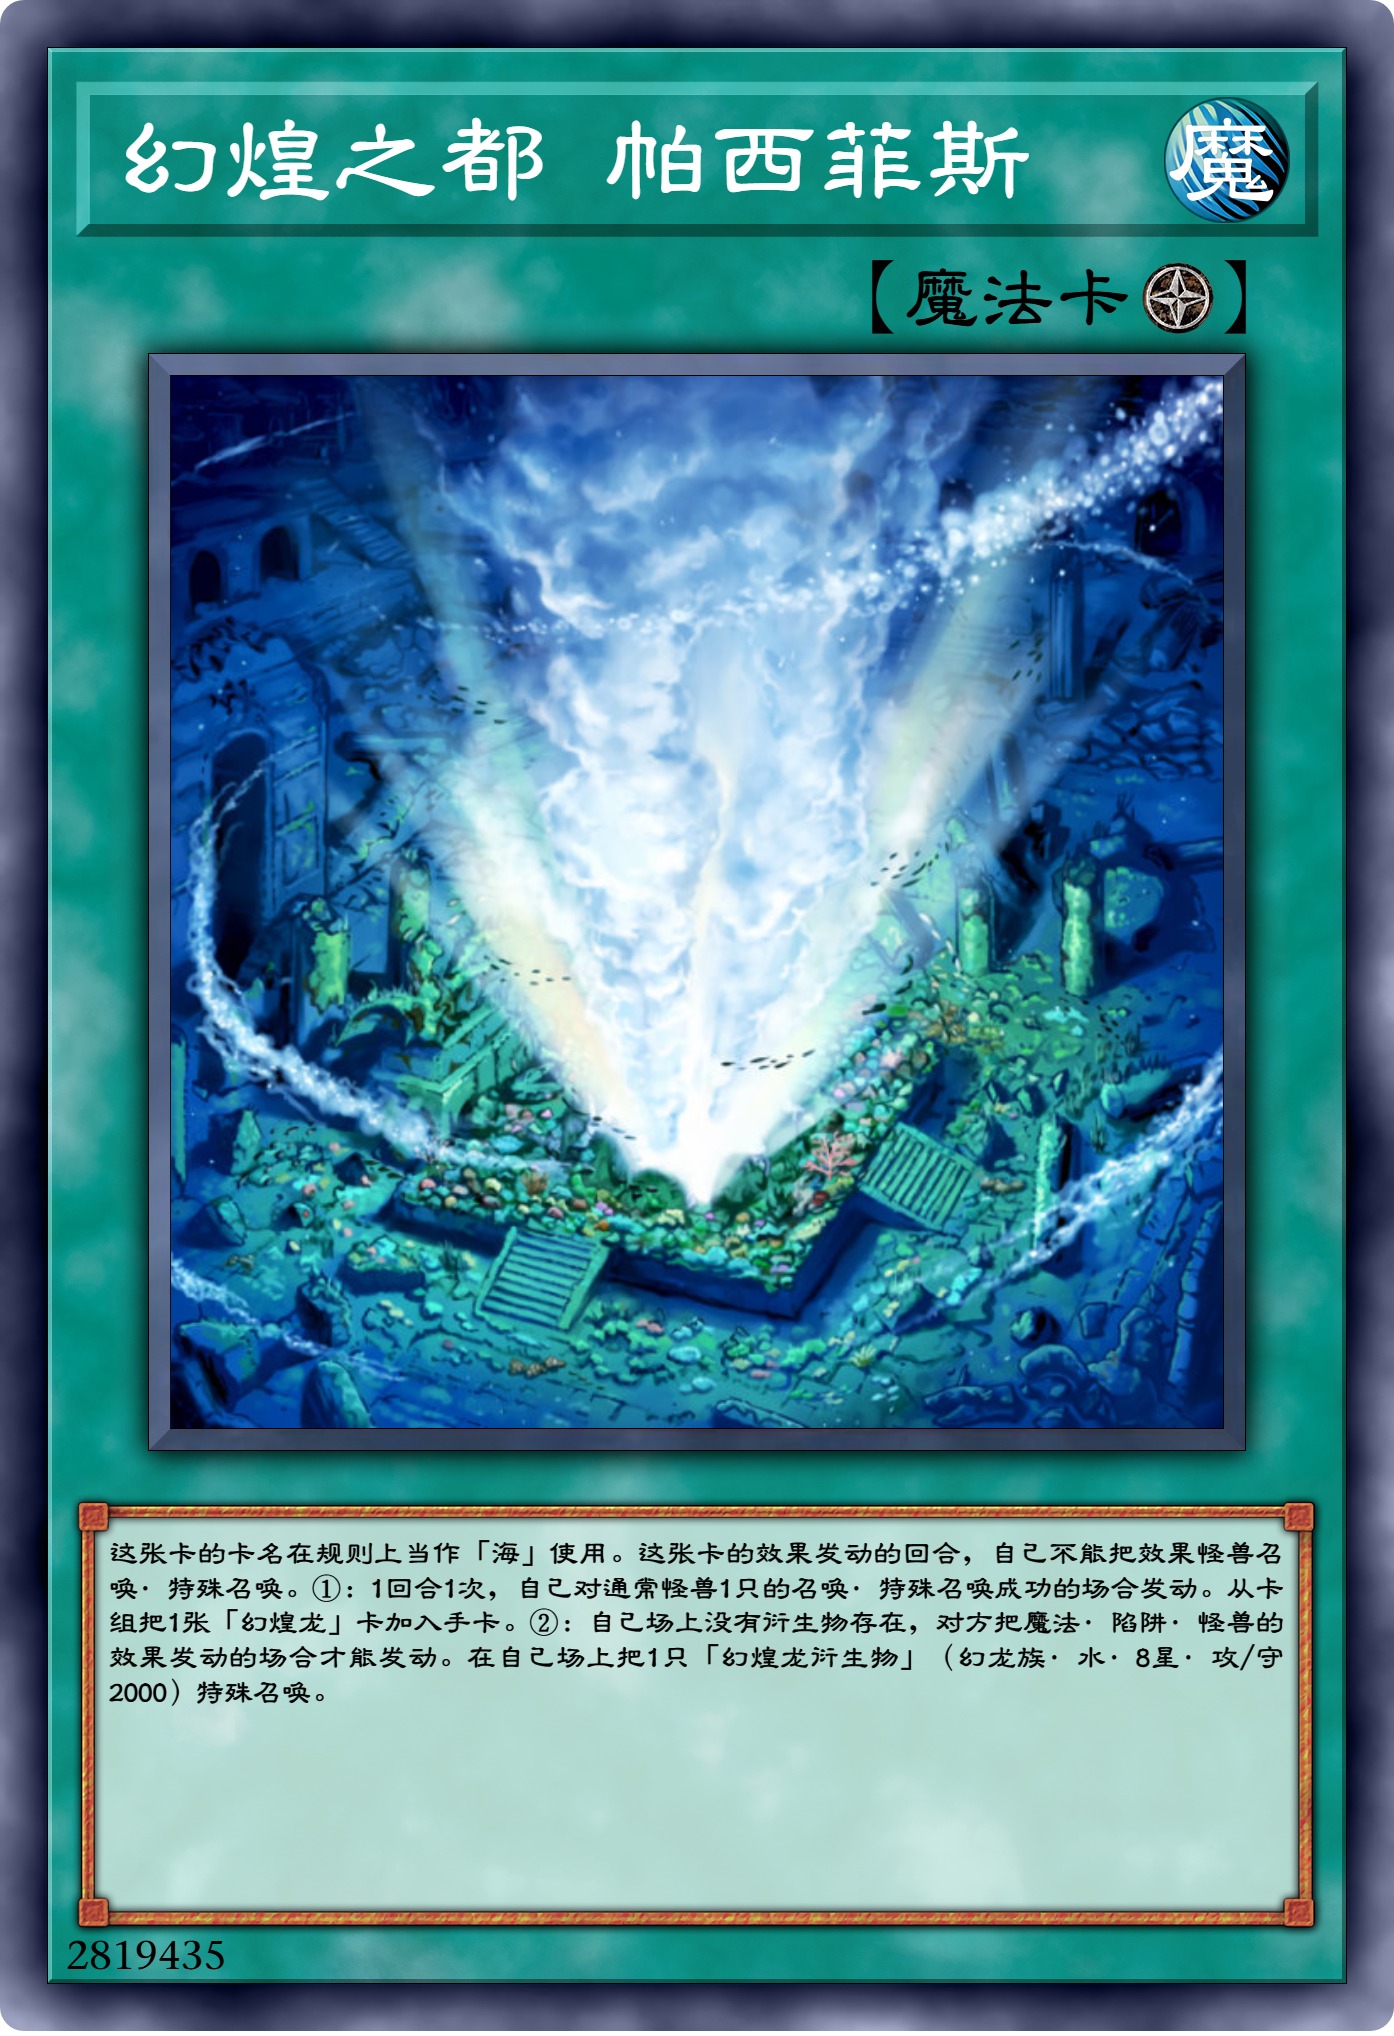 幻煌之都 帕西菲斯
魔
【魔法卡】
这张卡的卡名在规则上当作「海」使用。这张卡的效果发动的回合，自己不能把效果怪兽召
唤·特殊召唤。①：1回合1次，自己对通常怪兽1只的召唤·特殊召唤成功的场合发动。从卡
组把1张「幻煌龙」卡加入手卡。②：自己场上没有衍生物存在，对方把魔法·陷阱·怪兽的
效果发动的场合才能发动。在自己场上把1只「幻煌龙衍生物」（幻龙族·水·8星·攻/守
2000）特殊召唤。
2819435